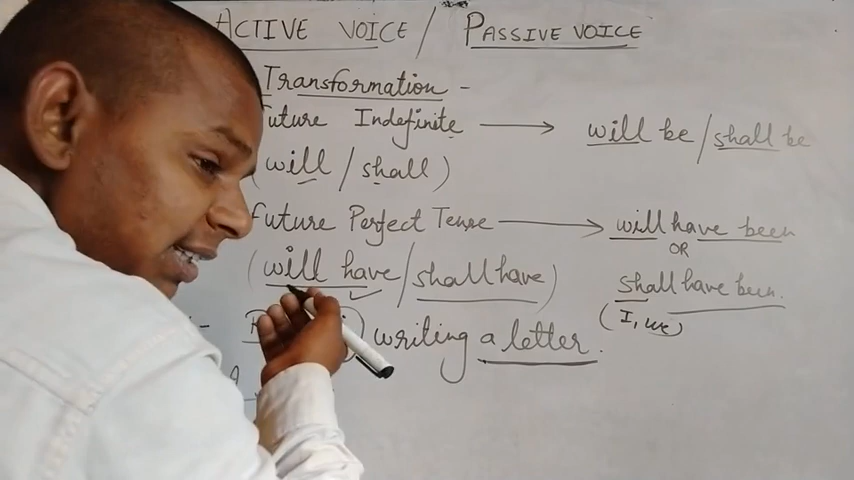 ACTIVE VOICE / PASSIVE VOICE
Transformation -
Future Indefinite → will be / shall be
(will / shall)
Future Perfect Tense → will have been
OR
(will have / shall have) shall have been.
(I, we)
writing a letter.